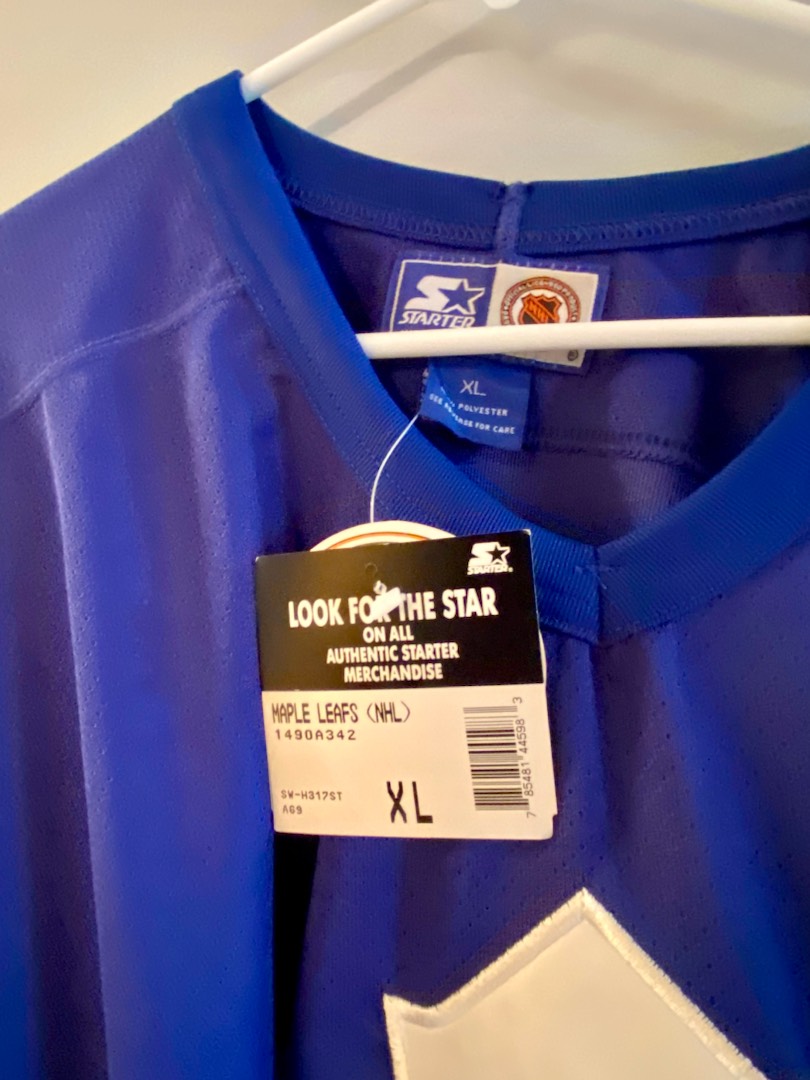 STARTER
NHL
®
XL
POLYESTER
FOR CARE
STARTER®
LOOK FOR THE STAR
ON ALL
AUTHENTIC STARTER
MERCHANDISE
MAPLE LEAFS (NHL)
1490A342
SW-H317ST
A69
XL
7 85481 44598 3